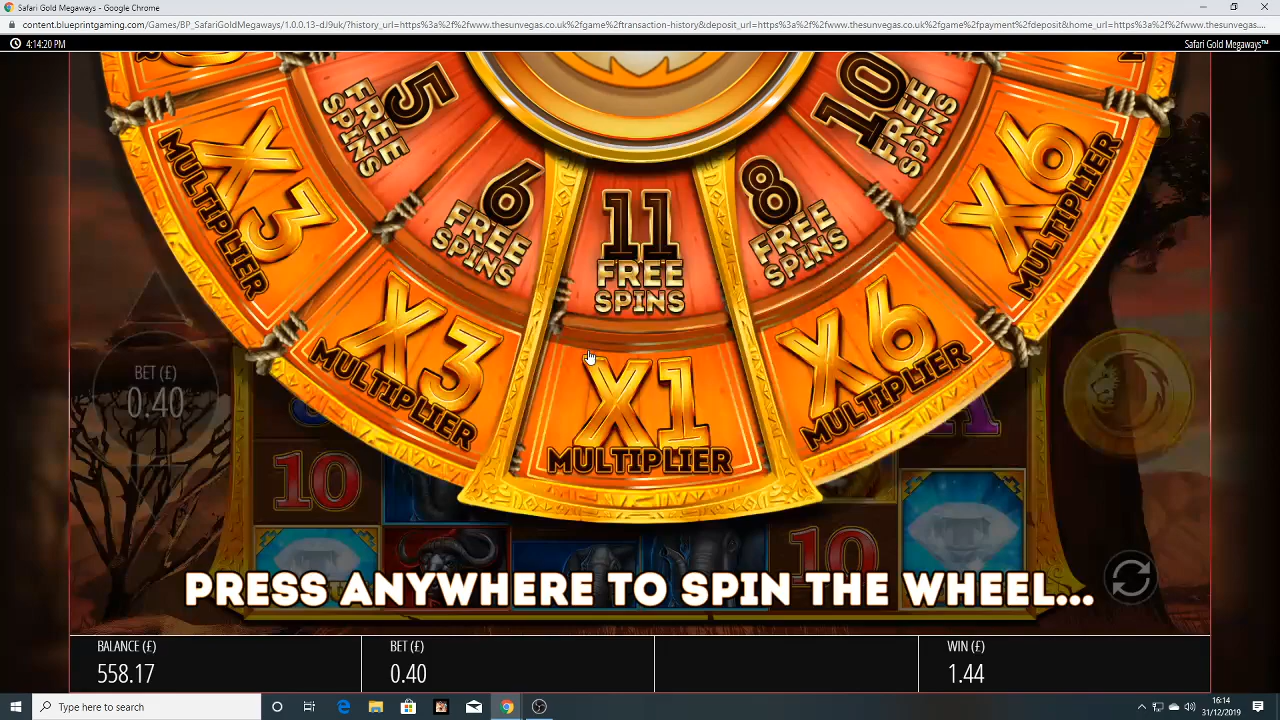 Safari Gold Megaways - Google Chrome
content.blueprintgaming.com/Games/BP_SafariGoldMegaways/1.0.0.13-dJ9uk/?history_url=https%3a%2f%2fwww.thesunvegas.co.uk%2fgame%2ftransaction-history&deposit_url=https%3a%2f%2fwww.thesunvegas.co.uk%2fgame%2fpayment%2fdeposit&home_url=https%3a%2f%2fwww.thesunvegas.co.uk%2f...
4:14:20 PM
Safari Gold Megaways™
5 FREE SPINS
10 FREE SPINS
X3 MULTIPLIER
6 FREE SPINS
11 FREE SPINS
8 FREE SPINS
X6 MULTIPLIER
X3 MULTIPLIER
X1 MULTIPLIER
X6 MULTIPLIER
BET (£)
0.40
10
10
PRESS ANYWHERE TO SPIN THE WHEEL...
BALANCE (£)
558.17
BET (£)
0.40
WIN (£)
1.44
Type here to search
16:14
31/12/2019